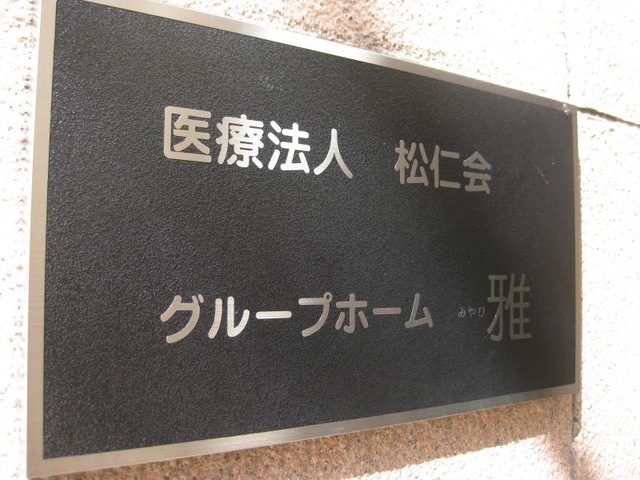 医療法人 松仁会
グループホーム みやび 雅